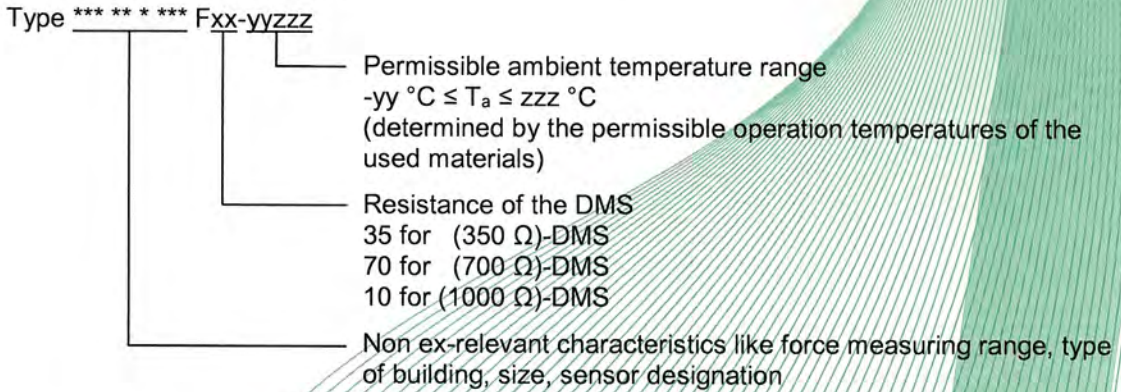 Type *** ** * *** Fxx-yyzzz
Permissible ambient temperature range
-yy °C ≤ Ta ≤ zzz °C
(determined by the permissible operation temperatures of the
used materials)
Resistance of the DMS
35 for (350 Ω)-DMS
70 for (700 Ω)-DMS
10 for (1000 Ω)-DMS
Non ex-relevant characteristics like force measuring range, type
of building, size, sensor designation